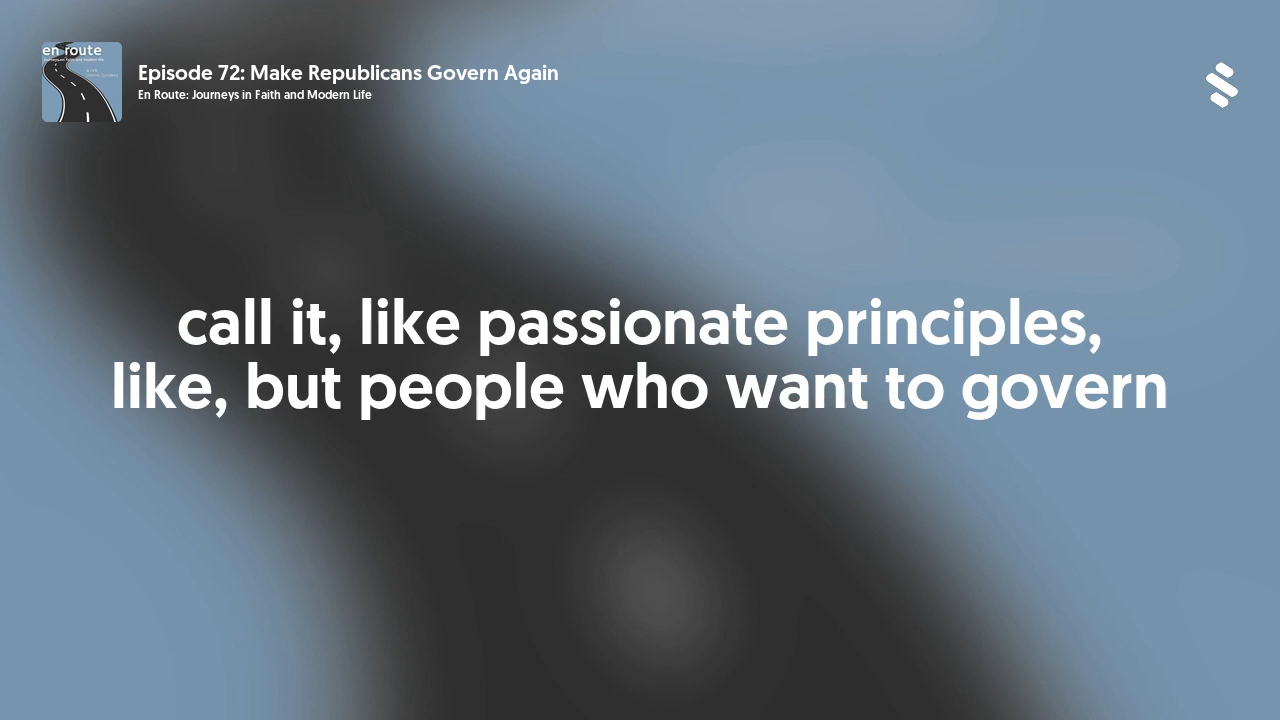 en route
Episode 72: Make Republicans Govern Again
En Route: Journeys in Faith and Modern Life
call it, like passionate principles,
like, but people who want to govern